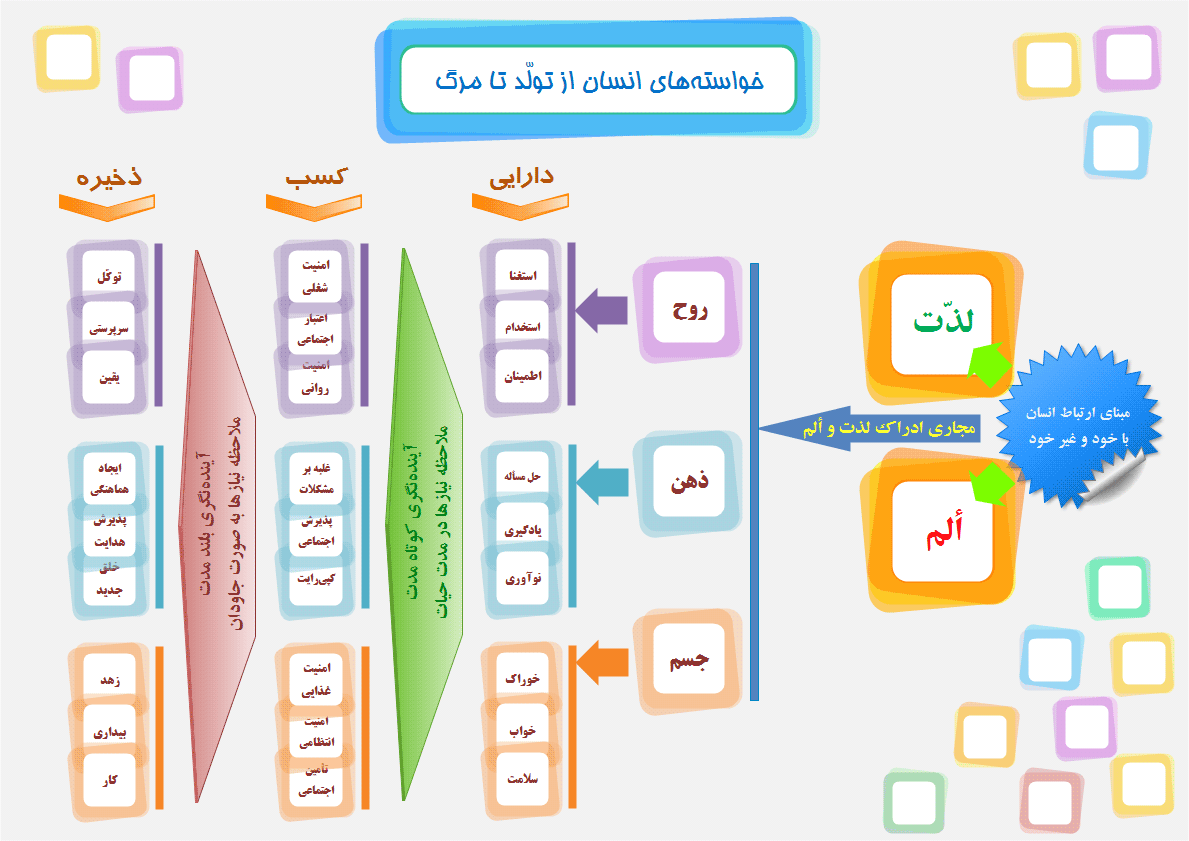 خواسته‌های انسان از تولّد تا مرگ
دارایی
کسب
ذخیره
لذّت
مبنای ارتباط انسان
با خود و غیر خود
ألم
مجاری ادراک لذت و ألم
روح
استغنا
استخدام
اطمینان
ذهن
حل مسأله
یادگیری
نوآوری
جسم
خوراک
خواب
سلامت
آینده‌نگری کوتاه مدت
ملاحظه نیازها در مدت حیات
امنیت
شغلی
اعتبار
اجتماعی
امنیت
روانی
غلبه بر
مشکلات
پذیرش
اجتماعی
کپی‌رایت
امنیت
غذایی
امنیت
انتظامی
تأمین
اجتماعی
آینده‌نگری بلند مدت
ملاحظه نیازها به صورت جاودان
توکّل
سرپرستی
یقین
ایجاد
هماهنگی
پذیرش
هدایت
خلق
جدید
زهد
بیداری
کار